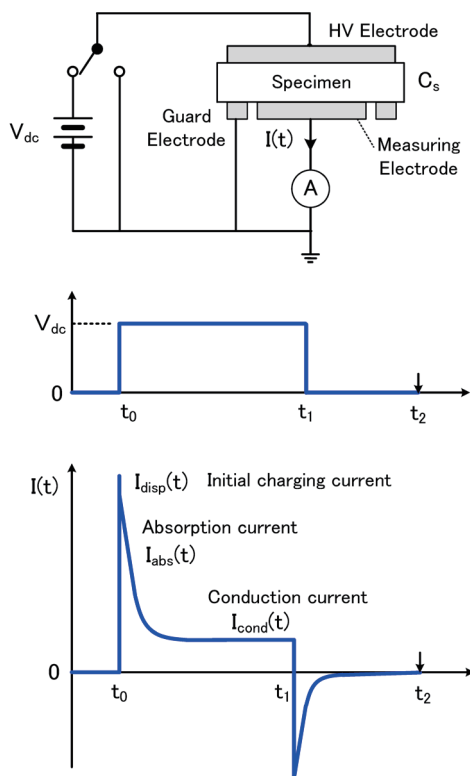 HV Electrode
Specimen
Cs
Guard
Electrode
I(t)
Vdc
A
Measuring
Electrode
Vdc
0
t0
t1
t2
I(t)
Idisp(t) Initial charging current
Absorption current
Iabs(t)
Conduction current
Icond(t)
0
t0
t1
t2